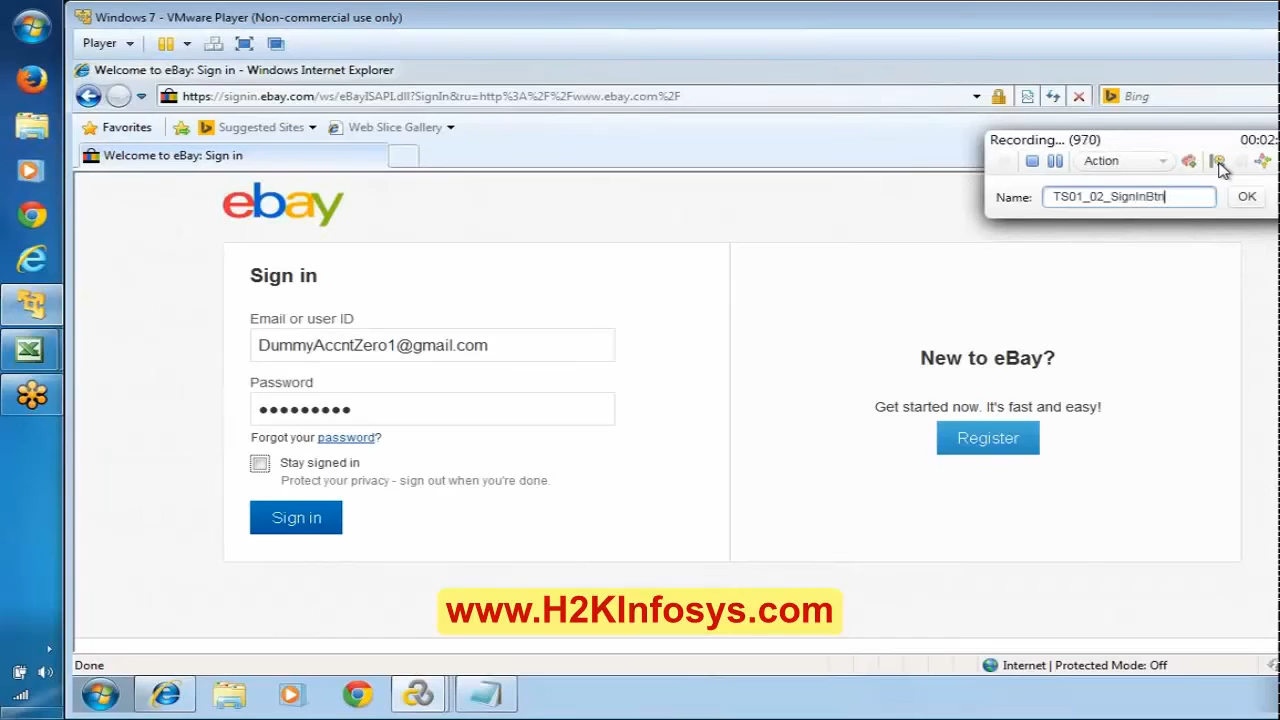 Windows 7 - VMware Player (Non-commercial use only)
Player
Welcome to eBay: Sign in - Windows Internet Explorer
https://signin.ebay.com/ws/eBayISAPI.dll?SignIn&ru=http%3A%2F%2Fwww.ebay.com%2F
Bing
Favorites
Suggested Sites
Web Slice Gallery
Recording... (970)
00:02:
Welcome to eBay: Sign in
Action
Name:
TS01_02_SignInBtn
OK
ebay
Sign in
Email or user ID
DummyAccntZero1@gmail.com
Password
Forgot your password?
Stay signed in
Protect your privacy - sign out when you're done.
Sign in
New to eBay?
Get started now. It's fast and easy!
Register
www.H2KInfosys.com
Done
Internet | Protected Mode: Off